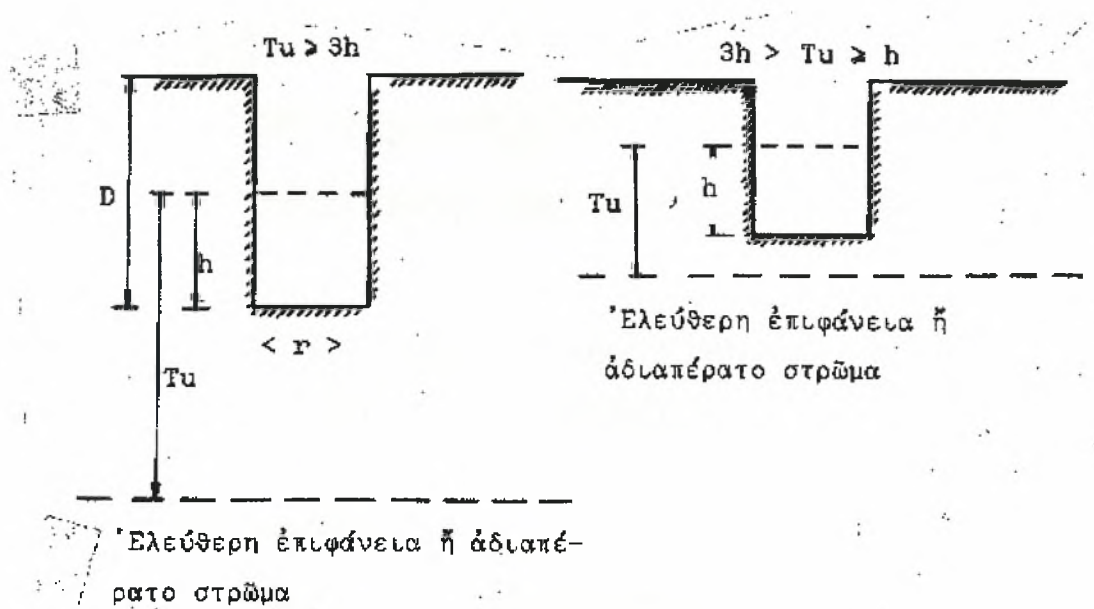 Tu ⩾ 3h
D
h
< r >
Tu
Ἐλεύθερη ἐπιφάνεια ἤ ἀδιαπέ-
ρατο στρῶμα
3h > Tu ⩾ h
Tu
h
Ἐλεύθερη ἐπιφάνεια ἤ
ἀδιαπέρατο στρῶμα